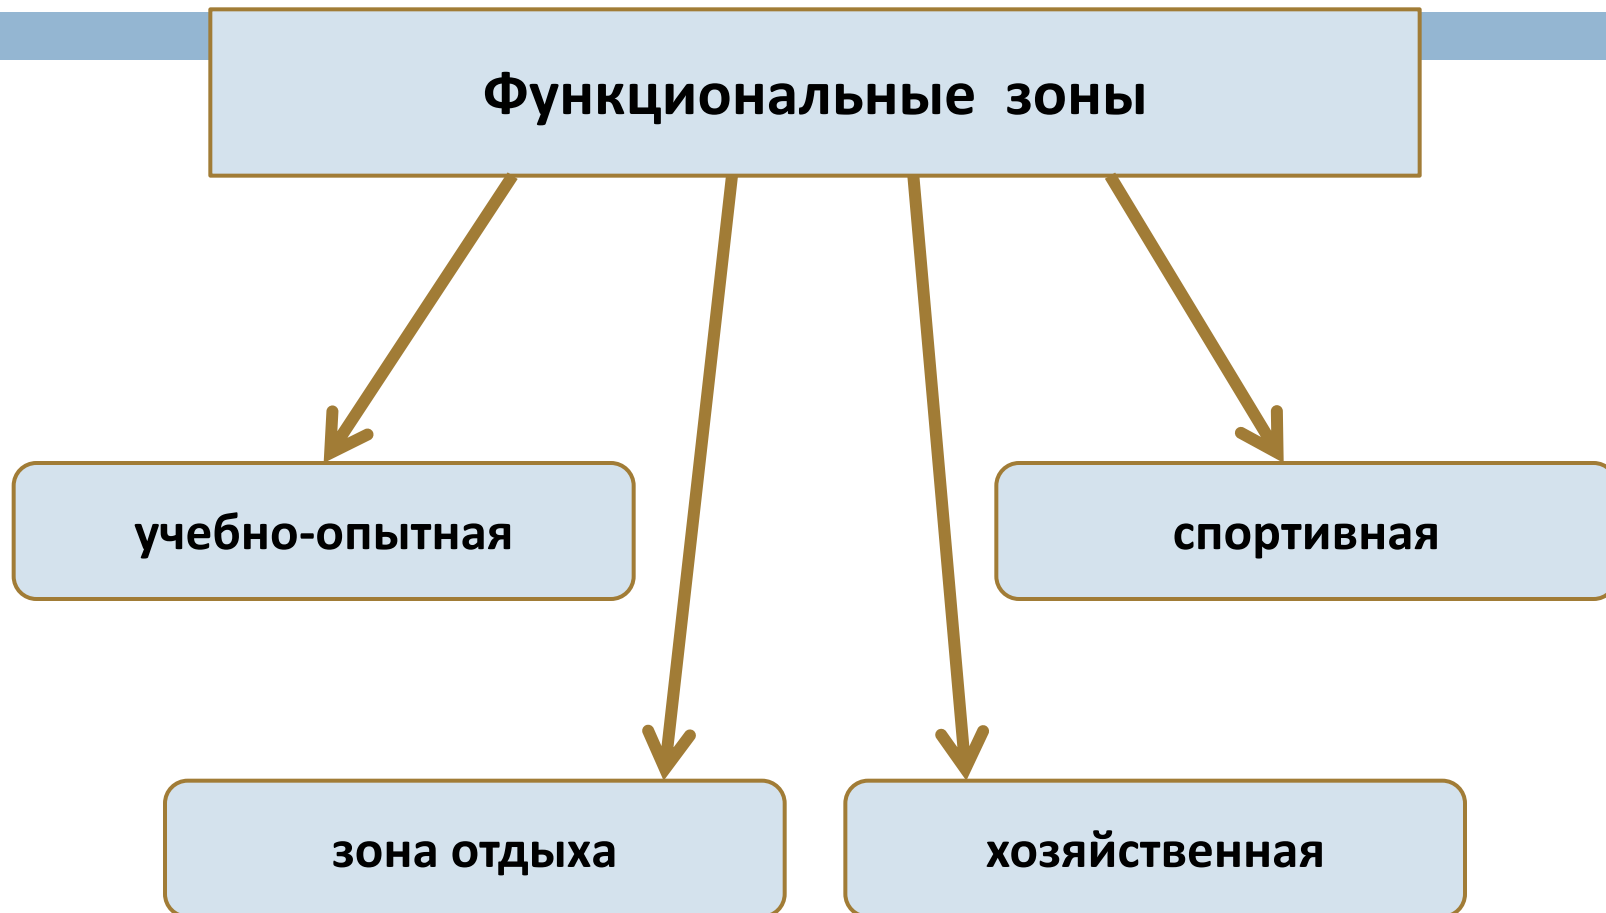 Функциональные зоны
учебно-опытная
спортивная
зона отдыха
хозяйственная